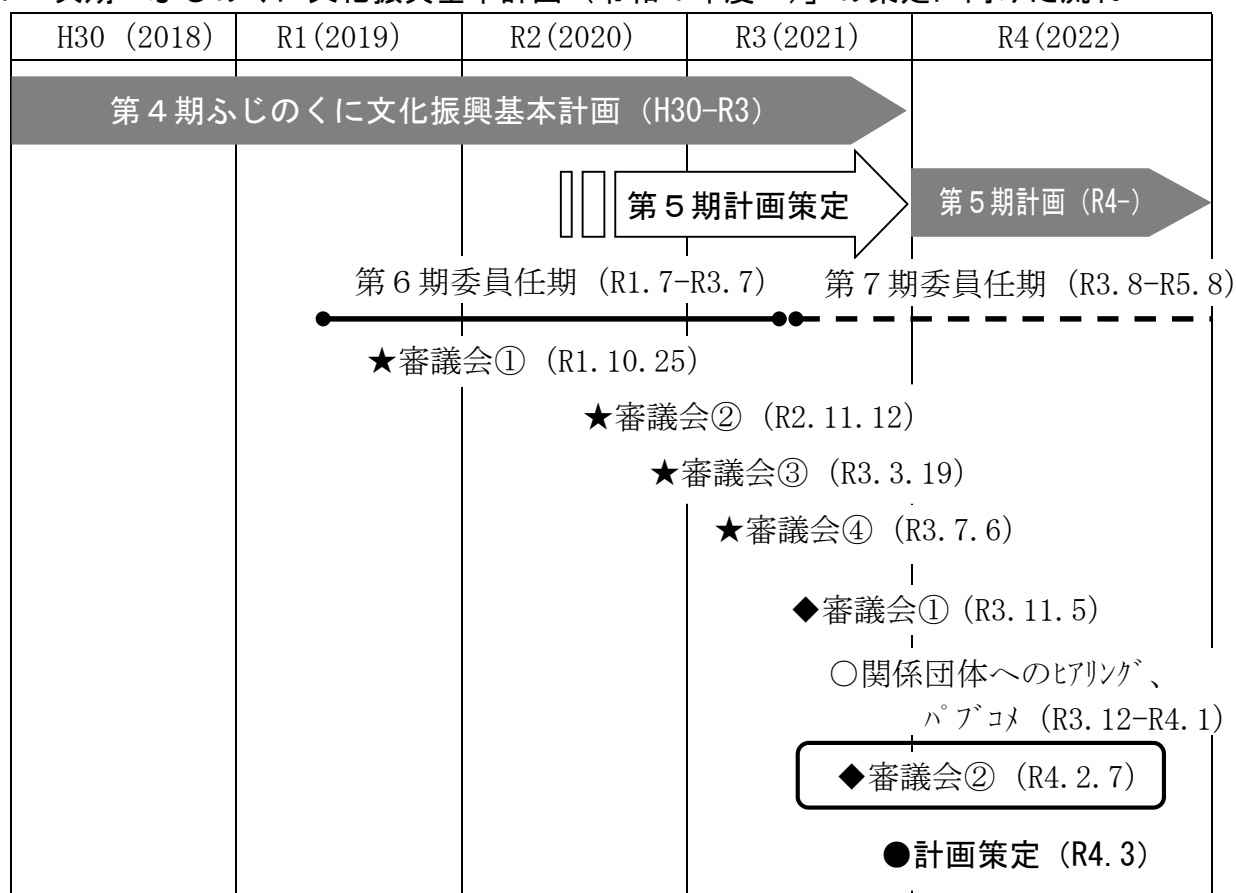 H30 (2018) R1(2019) R2(2020) R3(2021) R4(2022)
第4期ふじのくに文化振興基本計画(H30-R3)
第5期計画策定 第5期計画(R4-)
第6期委員任期(R1.7-R3.7) 第7期委員任期(R3.8-R5.8)
★審議会①(R1.10.25)
★審議会②(R2.11.12)
★審議会③(R3.3.19)
★審議会④(R3.7.6)
◆審議会①(R3.11.5)
○関係団体へのヒアリング、
パブコメ(R3.12-R4.1)
◆審議会②(R4.2.7)
●計画策定(R4.3)